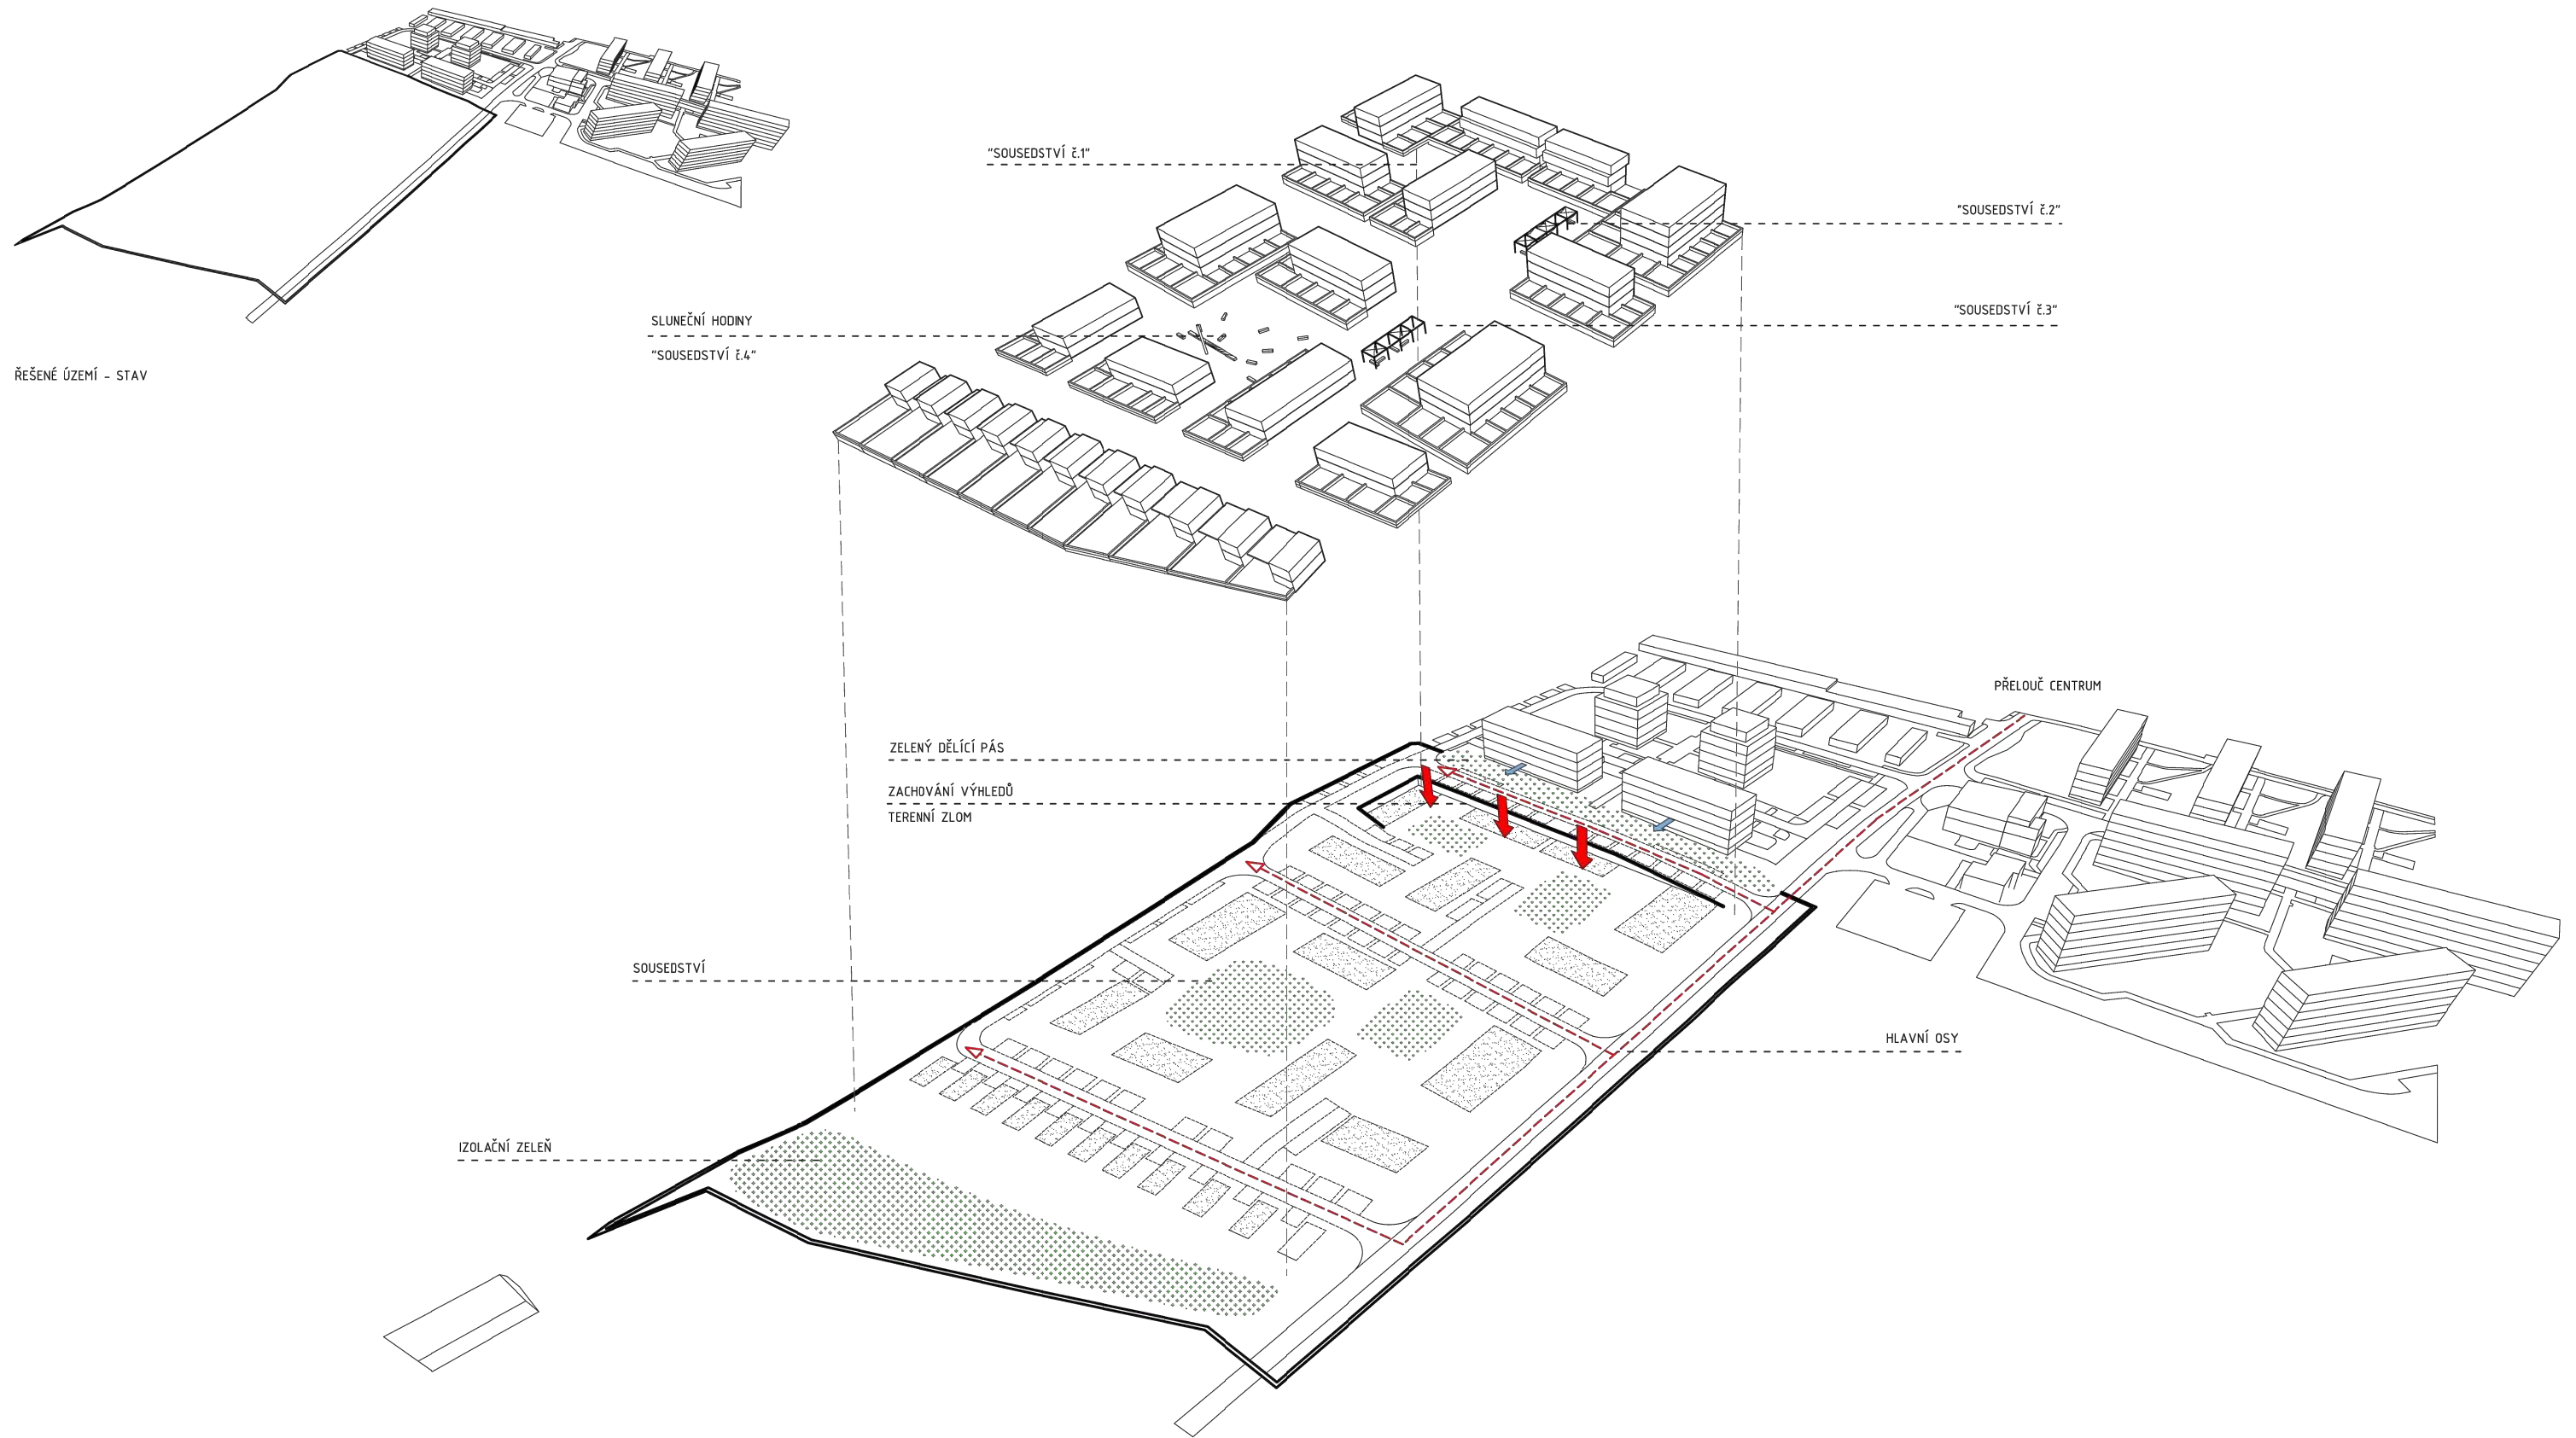 "SOUSEDSTVÍ č.1"
"SOUSEDSTVÍ č.2"
"SOUSEDSTVÍ č.3"
SLUNEČNÍ HODINY
"SOUSEDSTVÍ č.4"
ŘEŠENÉ ÚZEMÍ - STAV
PŘELOUČ CENTRUM
ZELENÝ DĚLÍCÍ PÁS
ZACHOVÁNÍ VÝHLEDŮ
TERENNÍ ZLOM
SOUSEDSTVÍ
HLAVNÍ OSY
IZOLAČNÍ ZELEŇ